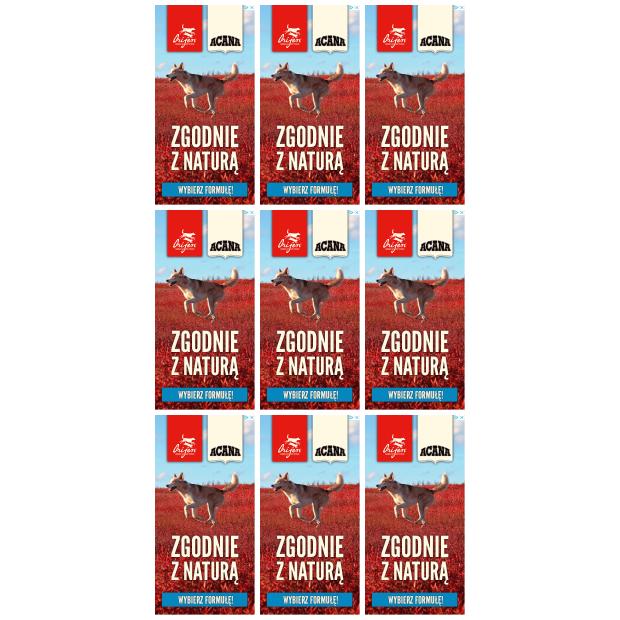 Orijen ACANA Orijen ACANA Orijen ACANA
ZGODNIE ZGODNIE ZGODNIE
Z NATURĄ Z NATURĄ Z NATURĄ
WYBIERZ FORMUŁĘ! WYBIERZ FORMUŁĘ! WYBIERZ FORMUŁĘ!
Orijen ACANA Orijen ACANA Orijen ACANA
ZGODNIE ZGODNIE ZGODNIE
Z NATURĄ Z NATURĄ Z NATURĄ
WYBIERZ FORMUŁĘ! WYBIERZ FORMUŁĘ! WYBIERZ FORMUŁĘ!
Orijen ACANA Orijen ACANA Orijen ACANA
ZGODNIE ZGODNIE ZGODNIE
Z NATURĄ Z NATURĄ Z NATURĄ
WYBIERZ FORMUŁĘ! WYBIERZ FORMUŁĘ! WYBIERZ FORMUŁĘ!